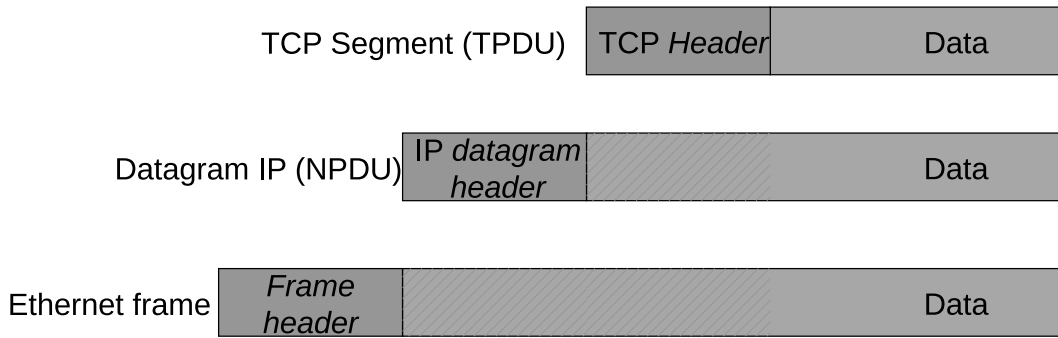 TCP Segment (TPDU) TCP Header Data
Datagram IP (NPDU) IP datagram header Data
Ethernet frame Frame header Data